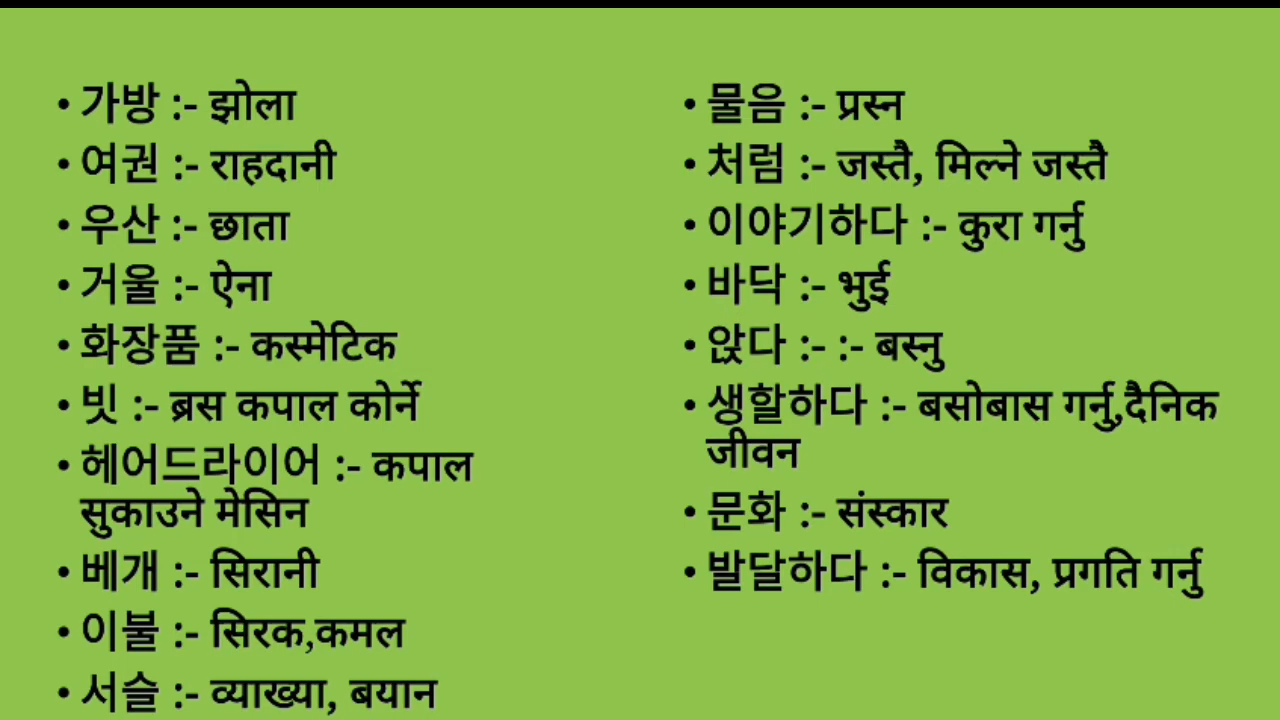 • 가방 :- झोला
• 여권 :- राहदानी
• 우산 :- छाता
• 거울 :- ऐना
• 화장품 :- कस्मेटिक
• 빗 :- ब्रस कपाल कोर्ने
• 헤어드라이어 :- कपाल
सुकाउने मेसिन
• 베개 :- सिरानी
• 이불 :- सिरक,कमल
• 서슬 :- व्याख्या, बयान
• 물음 :- प्रस्न
• 처럼 :- जस्तै, मिल्ने जस्तै
• 이야기하다 :- कुरा गर्नु
• 바닥 :- भुई
• 앉다 :- :- बस्नु
• 생할하다 :- बसोबास गर्नु,दैनिक
जीवन
• 문화 :- संस्कार
• 발달하다 :- विकास, प्रगति गर्नु